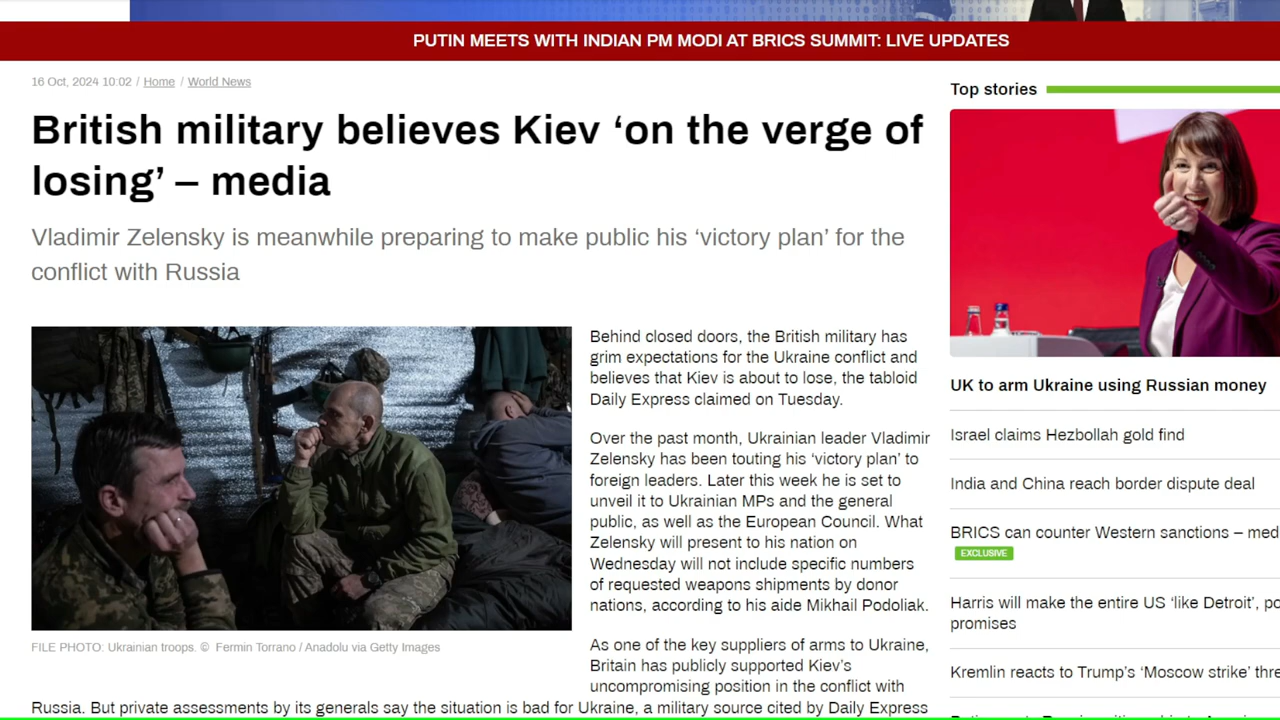 PUTIN MEETS WITH INDIAN PM MODI AT BRICS SUMMIT: LIVE UPDATES
16 Oct, 2024 10:02 / Home / World News
British military believes Kiev ‘on the verge of
losing’ – media
Vladimir Zelensky is meanwhile preparing to make public his ‘victory plan’ for the
conflict with Russia
Behind closed doors, the British military has
grim expectations for the Ukraine conflict and
believes that Kiev is about to lose, the tabloid
Daily Express claimed on Tuesday.
Over the past month, Ukrainian leader Vladimir
Zelensky has been touting his ‘victory plan’ to
foreign leaders. Later this week he is set to
unveil it to Ukrainian MPs and the general
public, as well as the European Council. What
Zelensky will present to his nation on
Wednesday will not include specific numbers
of requested weapons shipments by donor
nations, according to his aide Mikhail Podoliak.
FILE PHOTO: Ukrainian troops. © Fermin Torrano / Anadolu via Getty Images
As one of the key suppliers of arms to Ukraine,
Britain has publicly supported Kiev’s
uncompromising position in the conflict with
Russia. But private assessments by its generals say the situation is bad for Ukraine, a military source cited by Daily Express
Top stories
UK to arm Ukraine using Russian money
Israel claims Hezbollah gold find
India and China reach border dispute deal
BRICS can counter Western sanctions – med
EXCLUSIVE
Harris will make the entire US ‘like Detroit’, po
promises
Kremlin reacts to Trump’s ‘Moscow strike’ thre